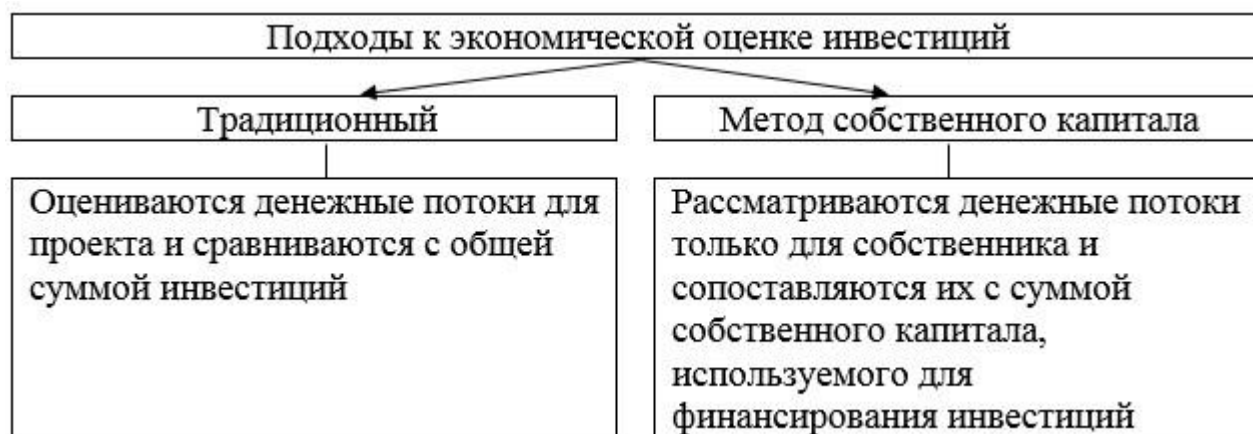 Подходы к экономической оценке инвестиций
Традиционный
Метод собственного капитала
Оцениваются денежные потоки для
проекта и сравниваются с общей
суммой инвестиций
Рассматриваются денежные потоки
только для собственника и
сопоставляются их с суммой
собственного капитала,
используемого для
финансирования инвестиций